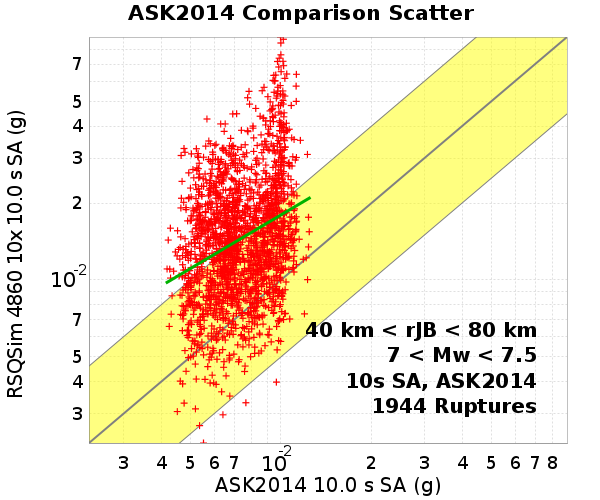 ASK2014 Comparison Scatter
RSQSim 4860 10x 10.0 s SA (g)
7
5
4
3
2
10-2
7
5
4
3
40 km < rJB < 80 km
7 < Mw < 7.5
10s SA, ASK2014
1944 Ruptures
3 4 5 6 7 10-2 2 3 4 5 6 7 8
ASK2014 10.0 s SA (g)